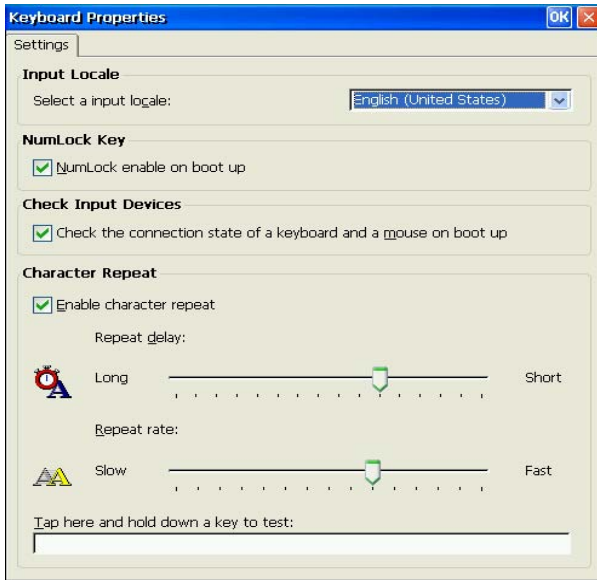 Keyboard Properties OK
Settings
Input Locale
Select a input locale: English (United States)
NumLock Key
NumLock enable on boot up
Check Input Devices
Check the connection state of a keyboard and a mouse on boot up
Character Repeat
Enable character repeat
Repeat delay:
Long Short
Repeat rate:
Slow Fast
Tap here and hold down a key to test: